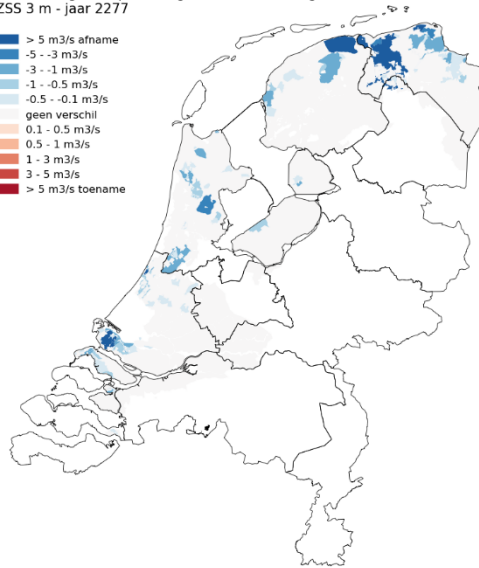 ZSS 3 m - jaar 2277
> 5 m3/s afname
-5 - -3 m3/s
-3 - -1 m3/s
-1 - -0.5 m3/s
-0.5 - -0.1 m3/s
geen verschil
0.1 - 0.5 m3/s
0.5 - 1 m3/s
1 - 3 m3/s
3 - 5 m3/s
> 5 m3/s toename